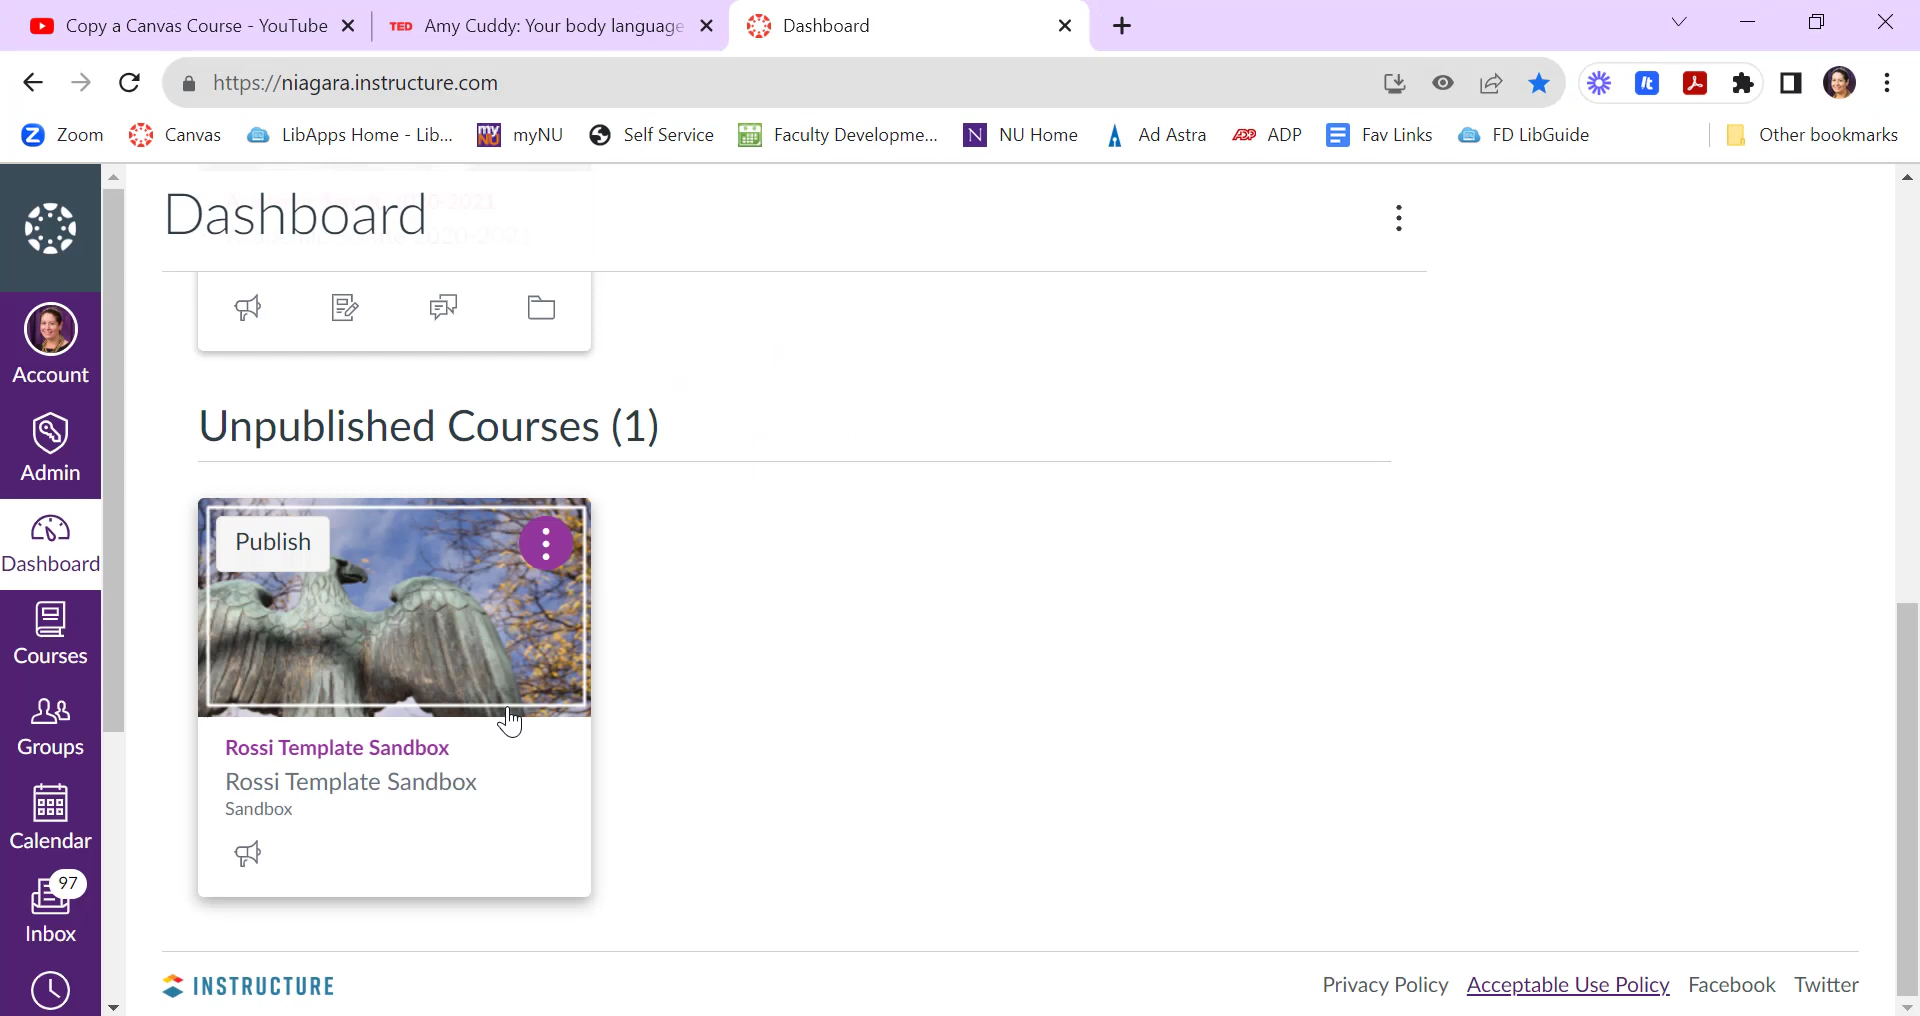 Copy a Canvas Course - YouTube
TED Amy Cuddy: Your body language
Dashboard
https://niagara.instructure.com
Zoom
Canvas
LibApps Home - Lib...
myNU
Self Service
Faculty Developme...
N NU Home
Ad Astra
ADP ADP
Fav Links
FD LibGuide
Other bookmarks
Dashboard
Account
Admin
Dashboard
Courses
Groups
Calendar
97
Inbox
Unpublished Courses (1)
Publish
Rossi Template Sandbox
Rossi Template Sandbox
Sandbox
INSTRUCTURE
Privacy Policy Acceptable Use Policy Facebook Twitter